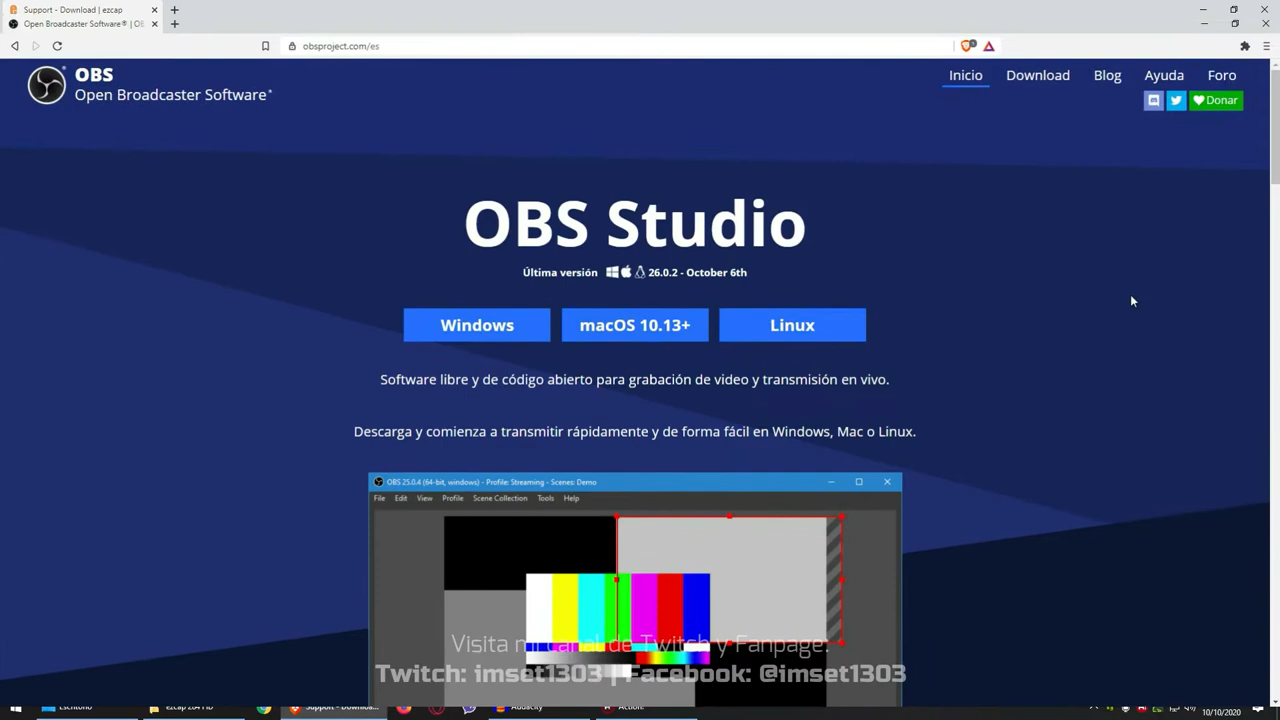 Support - Download | ezcap
Open Broadcaster Software® | OB
obsproject.com/es
OBS
Open Broadcaster Software®
Inicio
Download
Blog
Ayuda
Foro
Donar
OBS Studio
Última versión 26.0.2 - October 6th
Windows
macOS 10.13+
Linux
Software libre y de código abierto para grabación de video y transmisión en vivo.
Descarga y comienza a transmitir rápidamente y de forma fácil en Windows, Mac o Linux.
OBS 25.0.4 (64-bit, windows) - Profile: Streaming - Scenes: Demo
File Edit View Profile Scene Collection Tools Help
Visita mi canal de Twitch y Fanpage:
Twitch: imset1303 | Facebook: @imset1303
Escritorio
Support - Downloa...
Audacity
Action!
10/10/2020